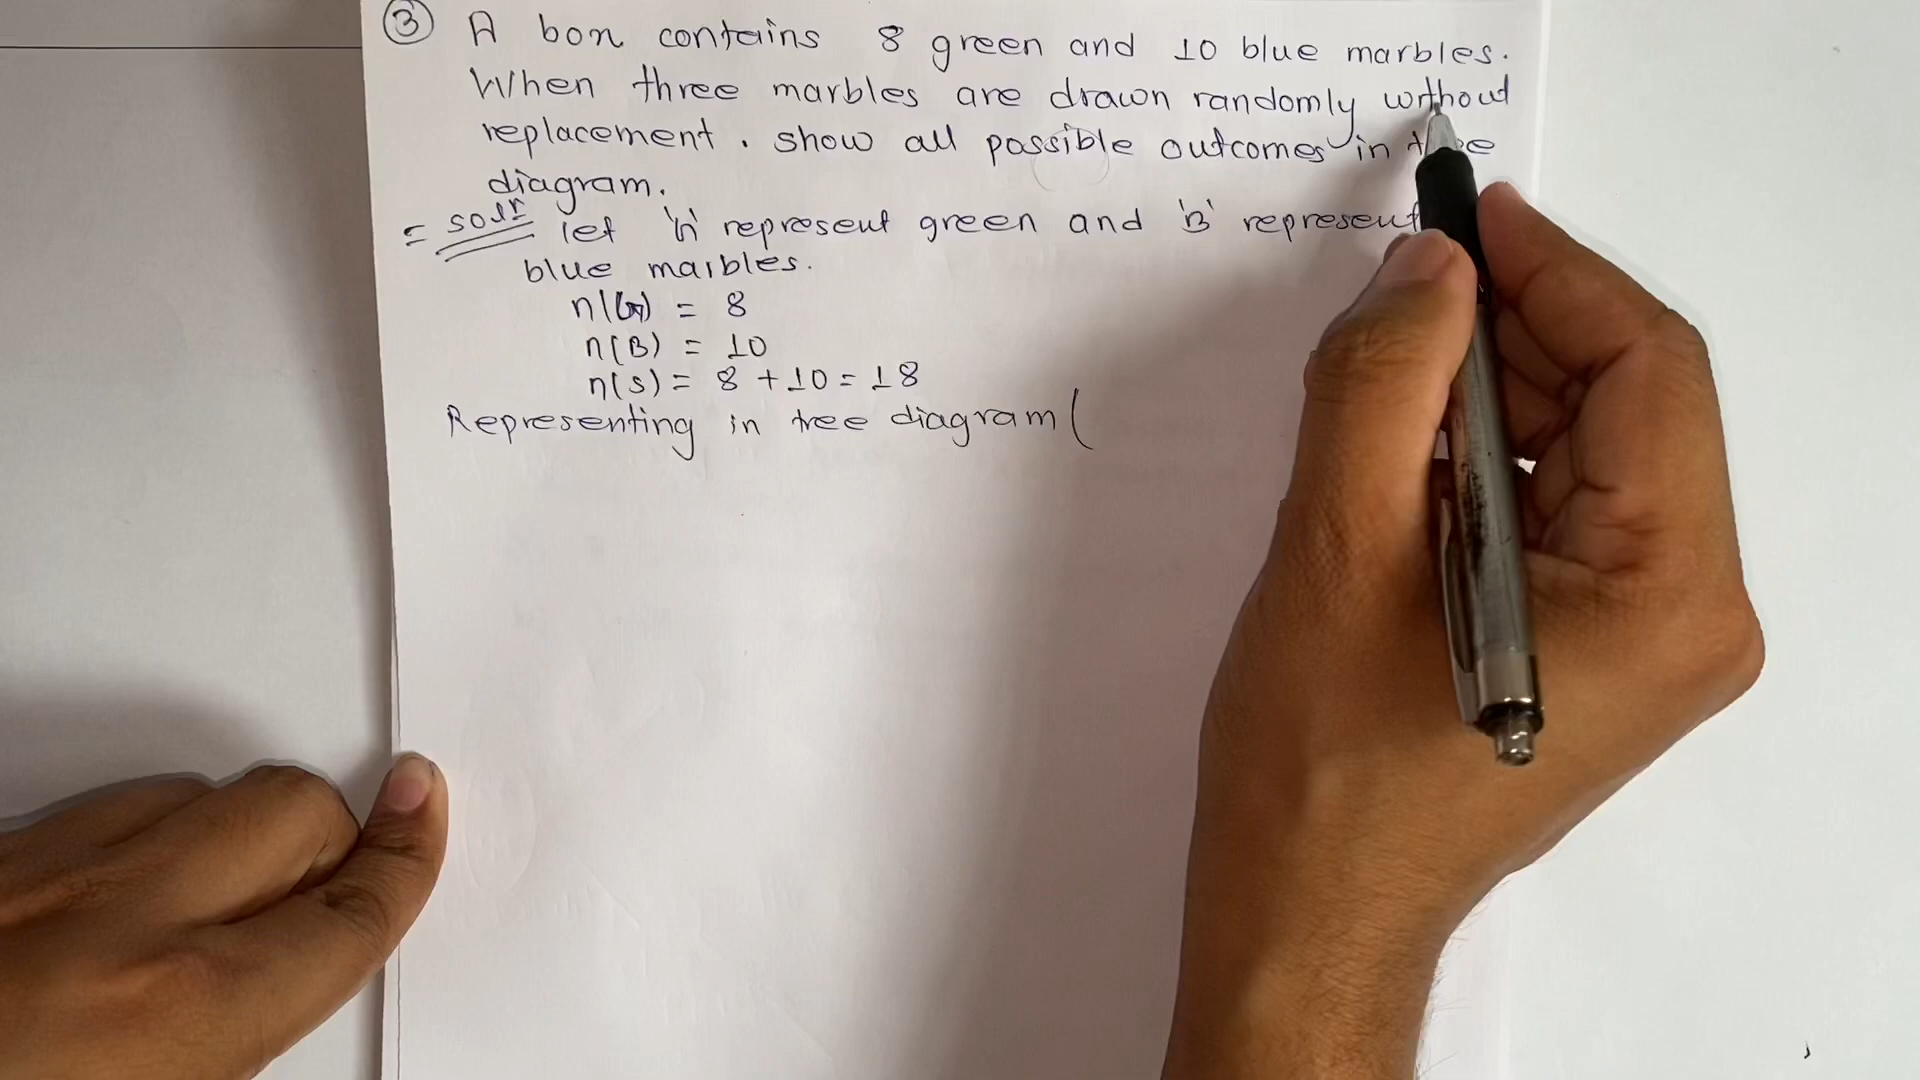 ③ A box contains 8 green and 10 blue marbles.
When three marbles are drawn randomly without
replacement. show all possible outcomes in
diagram.
= solⁿ let 'G' represent green and 'B' represent
blue marbles.
n(G) = 8
n(B) = 10
n(S) = 8 + 10 = 18
Representing in tree diagram (